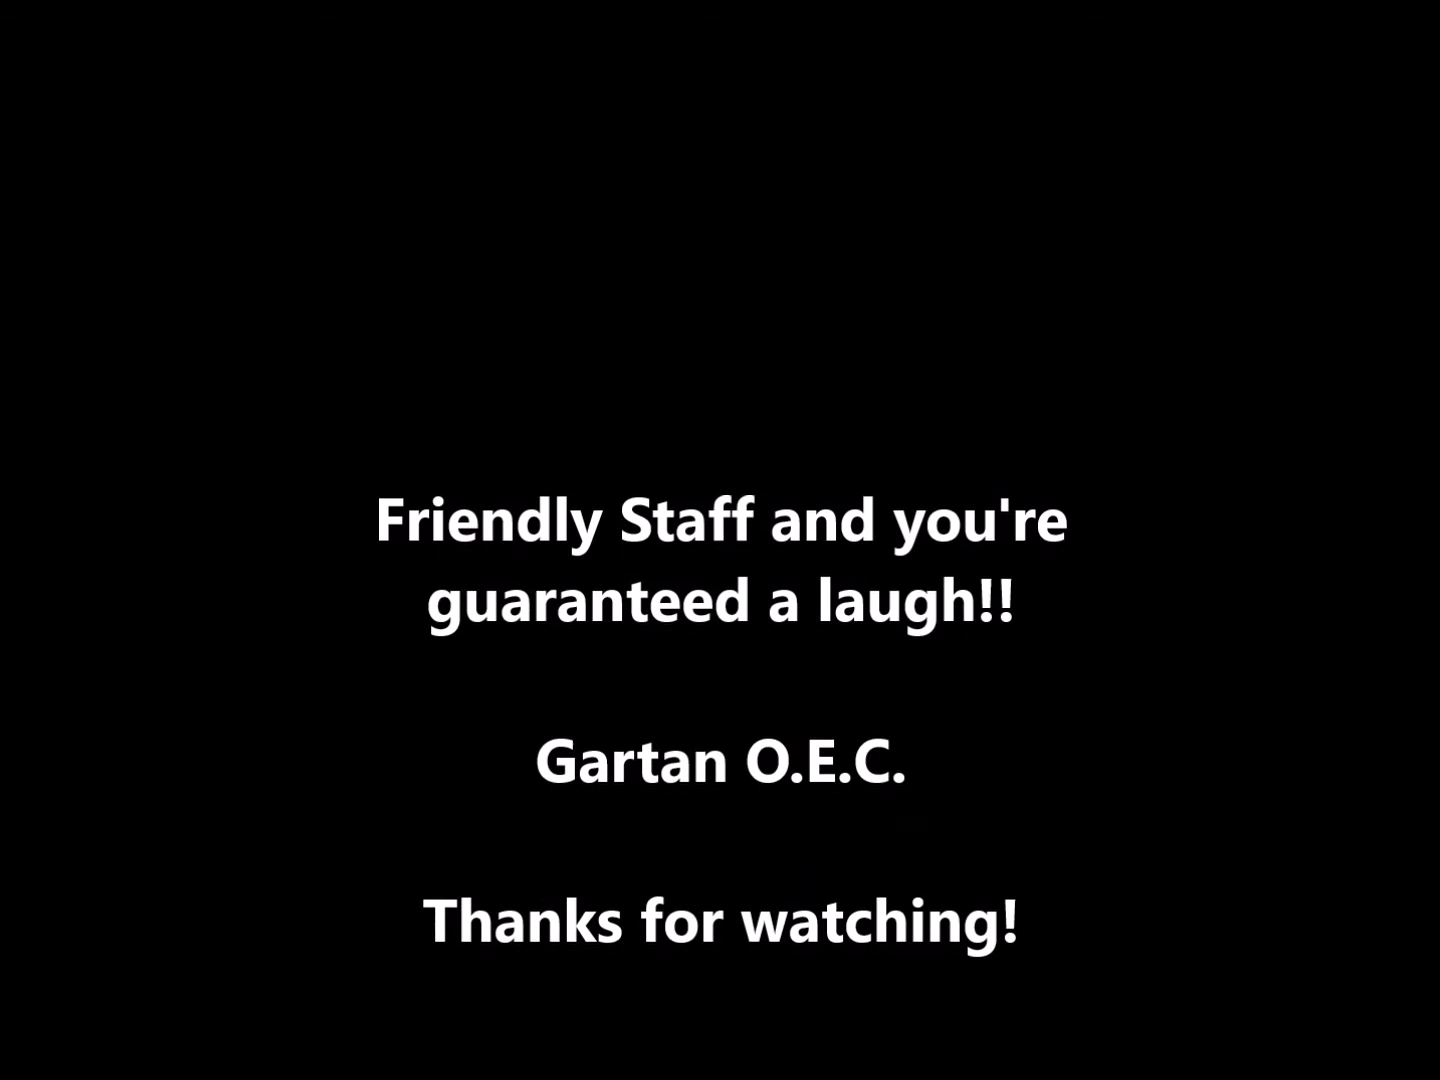 Friendly Staff and you're
guaranteed a laugh!!
Gartan O.E.C.
Thanks for watching!